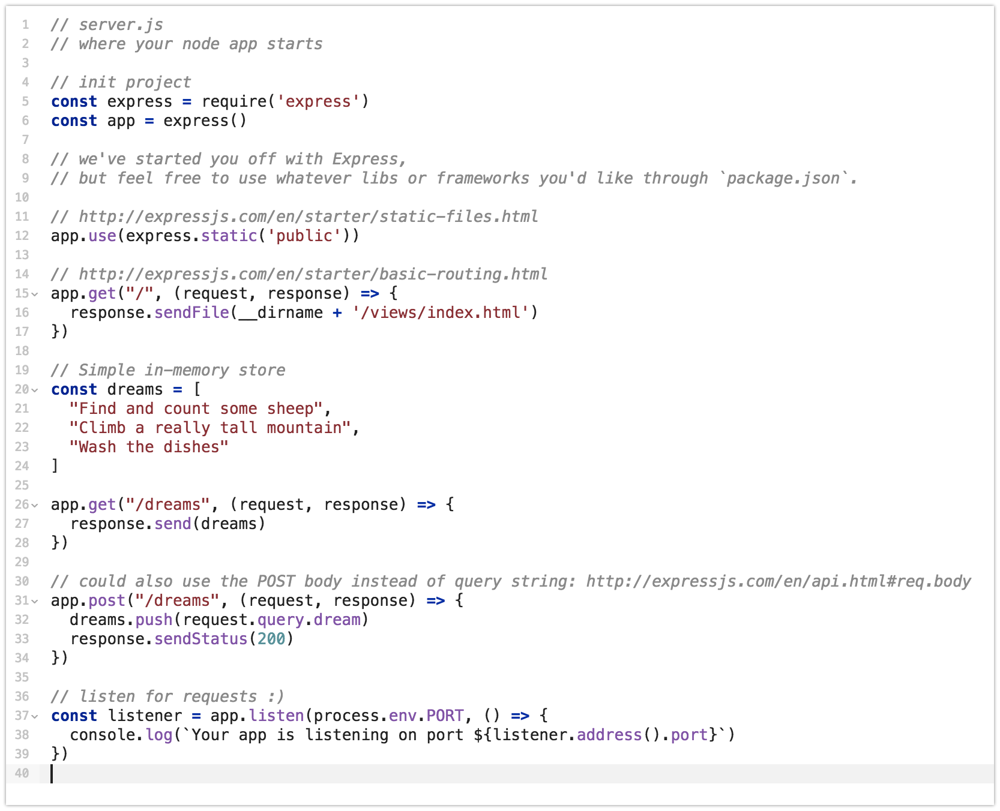 1 // server.js
2 // where your node app starts
3
4 // init project
5 const express = require('express')
6 const app = express()
7
8 // we've started you off with Express,
9 // but feel free to use whatever libs or frameworks you'd like through `package.json`.
10
11 // http://expressjs.com/en/starter/static-files.html
12 app.use(express.static('public'))
13
14 // http://expressjs.com/en/starter/basic-routing.html
15 app.get("/", (request, response) => {
16   response.sendFile(__dirname + '/views/index.html')
17 })
18
19 // Simple in-memory store
20 const dreams = [
21   "Find and count some sheep",
22   "Climb a really tall mountain",
23   "Wash the dishes"
24 ]
25
26 app.get("/dreams", (request, response) => {
27   response.send(dreams)
28 })
29
30 // could also use the POST body instead of query string: http://expressjs.com/en/api.html#req.body
31 app.post("/dreams", (request, response) => {
32   dreams.push(request.query.dream)
33   response.sendStatus(200)
34 })
35
36 // listen for requests :)
37 const listener = app.listen(process.env.PORT, () => {
38   console.log(`Your app is listening on port ${listener.address().port}`)
39 })
40